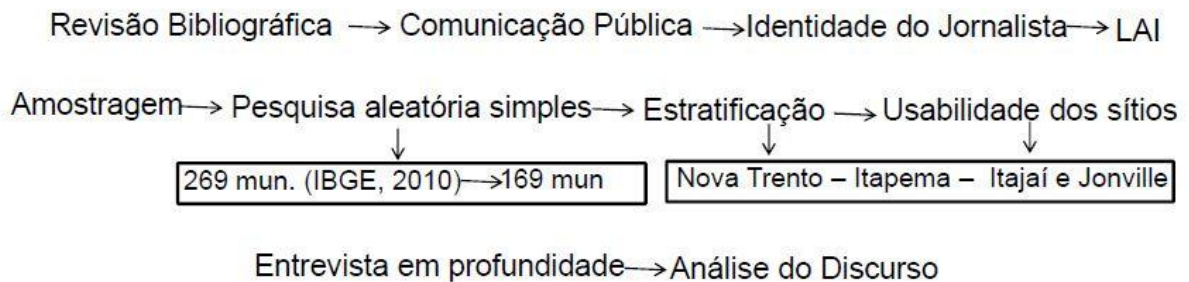 Revisão Bibliográfica → Comunicação Pública → Identidade do Jornalista → LAI
Amostragem → Pesquisa aleatória simples → Estratificação → Usabilidade dos sítios
269 mun. (IBGE, 2010) → 169 mun
Nova Trento – Itapema – Itajaí e Jonville
Entrevista em profundidade → Análise do Discurso